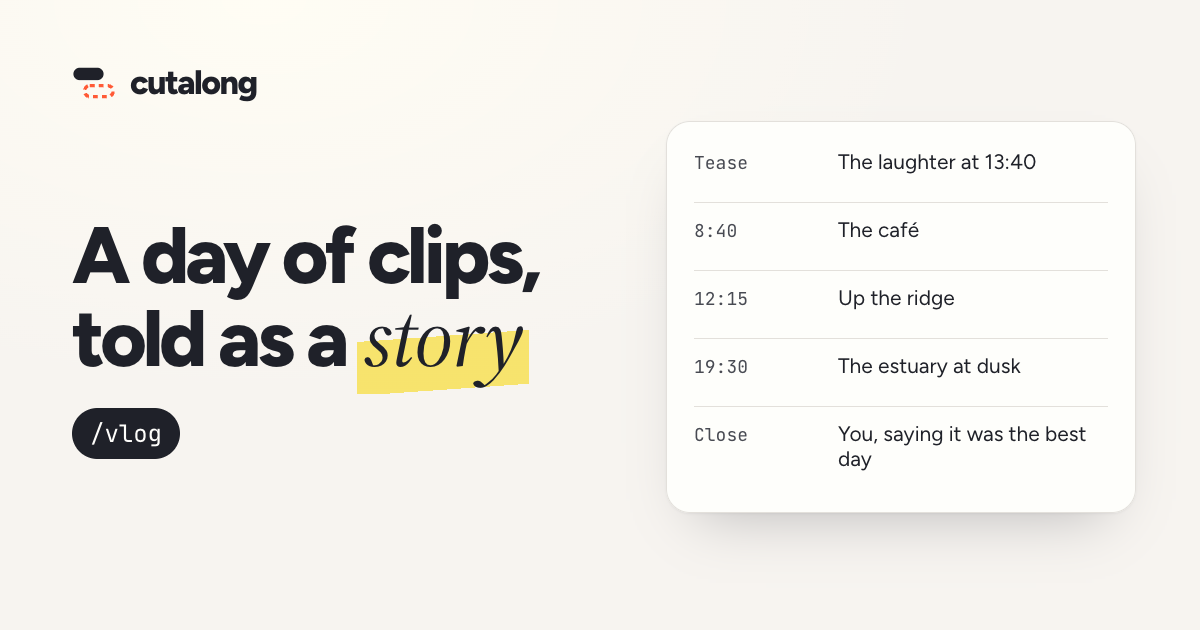 cutalong
A day of clips,
told as a story
/vlog
Tease The laughter at 13:40
8:40 The café
12:15 Up the ridge
19:30 The estuary at dusk
Close You, saying it was the best
day